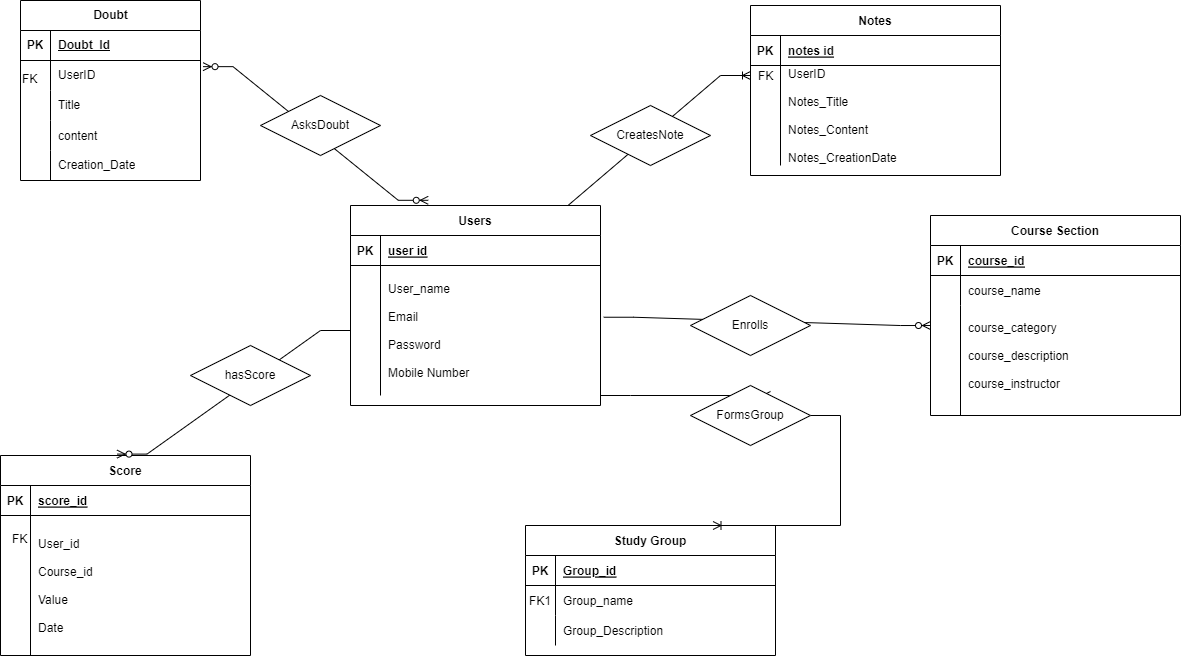 Doubt
PK Doubt_Id
FK UserID
Title
content
Creation_Date
Notes
PK notes id
FK UserID
Notes_Title
Notes_Content
Notes_CreationDate
AsksDoubt
CreatesNote
Users
PK user id
User_name
Email
Password
Mobile Number
Course Section
PK course_id
course_name
course_category
course_description
course_instructor
Enrolls
hasScore
FormsGroup
Score
PK score_id
FK User_id
Course_id
Value
Date
Study Group
PK Group_id
FK1 Group_name
Group_Description